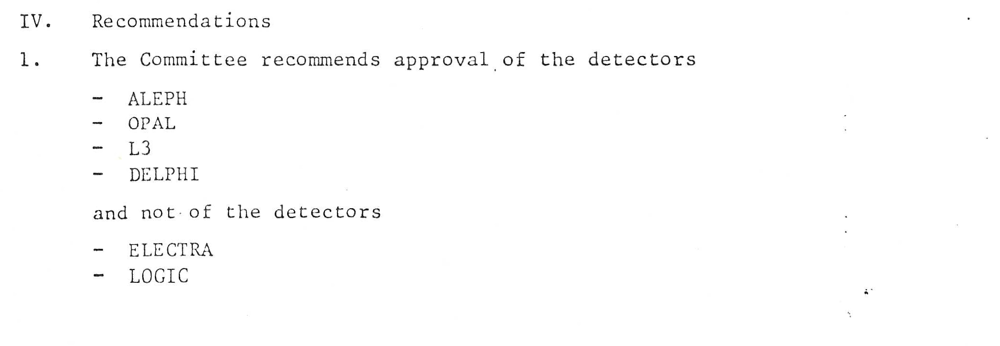 IV. Recommendations
1. The Committee recommends approval of the detectors
- ALEPH
- OPAL
- L3
- DELPHI
and not of the detectors
- ELECTRA
- LOGIC